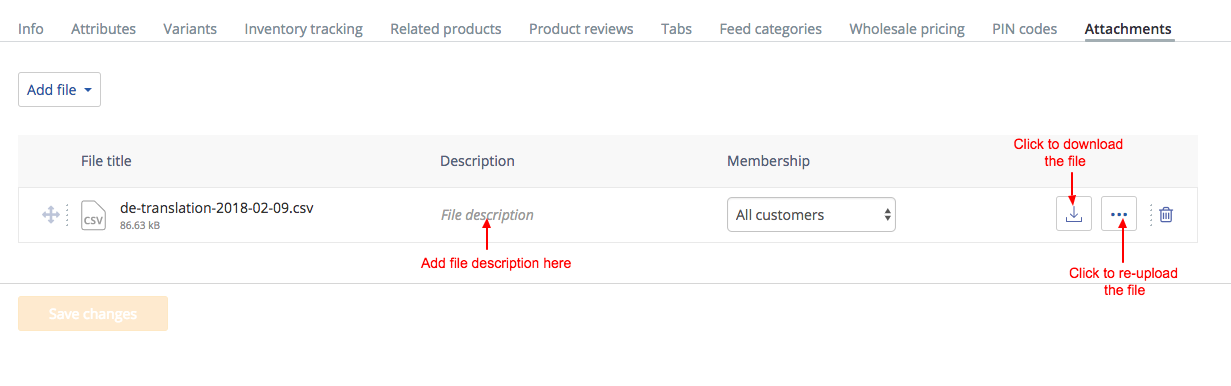 Info Attributes Variants Inventory tracking Related products Product reviews Tabs Feed categories Wholesale pricing PIN codes Attachments
Add file
File title Description Membership
Click to download
the file
CSV de-translation-2018-02-09.csv File description All customers
86.63 kB
Add file description here
Click to re-upload
the file
Save changes